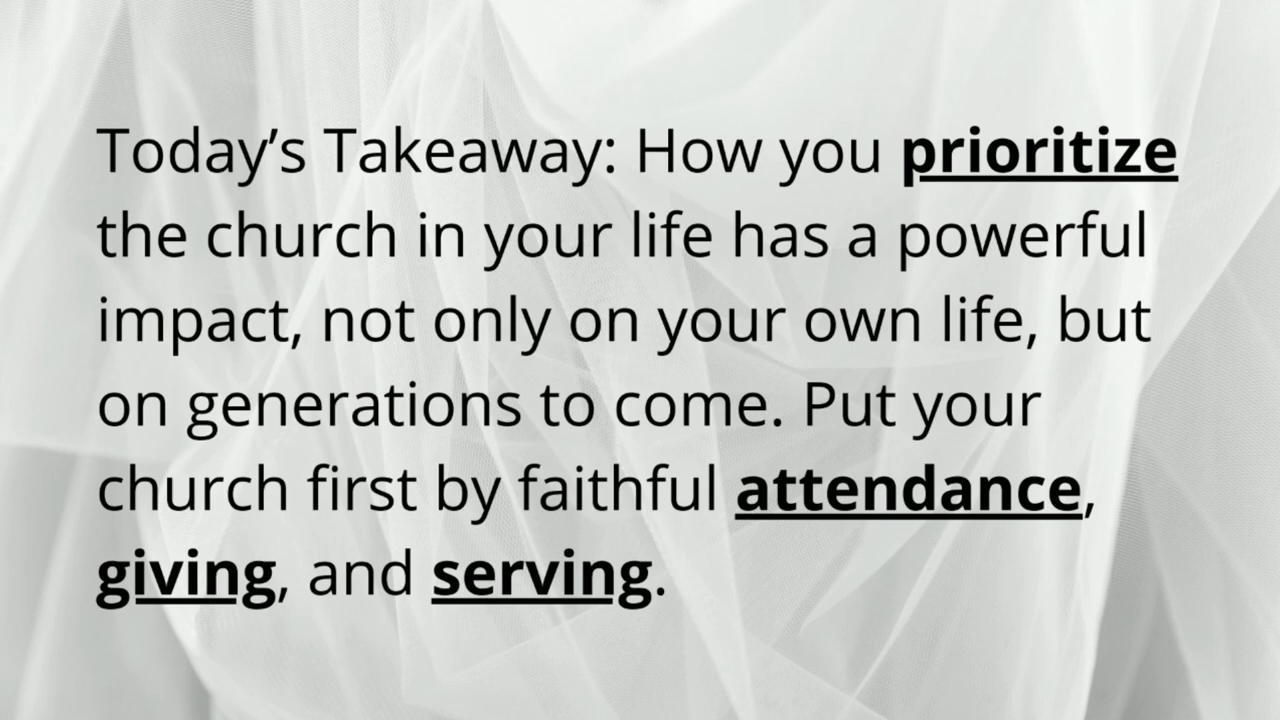 Today’s Takeaway: How you prioritize
the church in your life has a powerful
impact, not only on your own life, but
on generations to come. Put your
church first by faithful attendance,
giving, and serving.